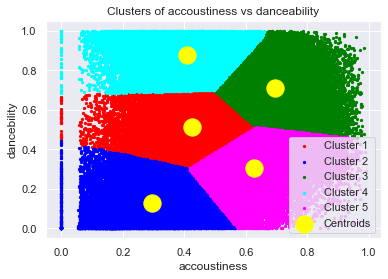 Clusters of accoustiness vs danceability
dancebility
1.0
0.8
0.6
0.4
0.2
0.0
0.0 0.2 0.4 0.6 0.8 1.0
accoustiness
Cluster 1
Cluster 2
Cluster 3
Cluster 4
Cluster 5
Centroids